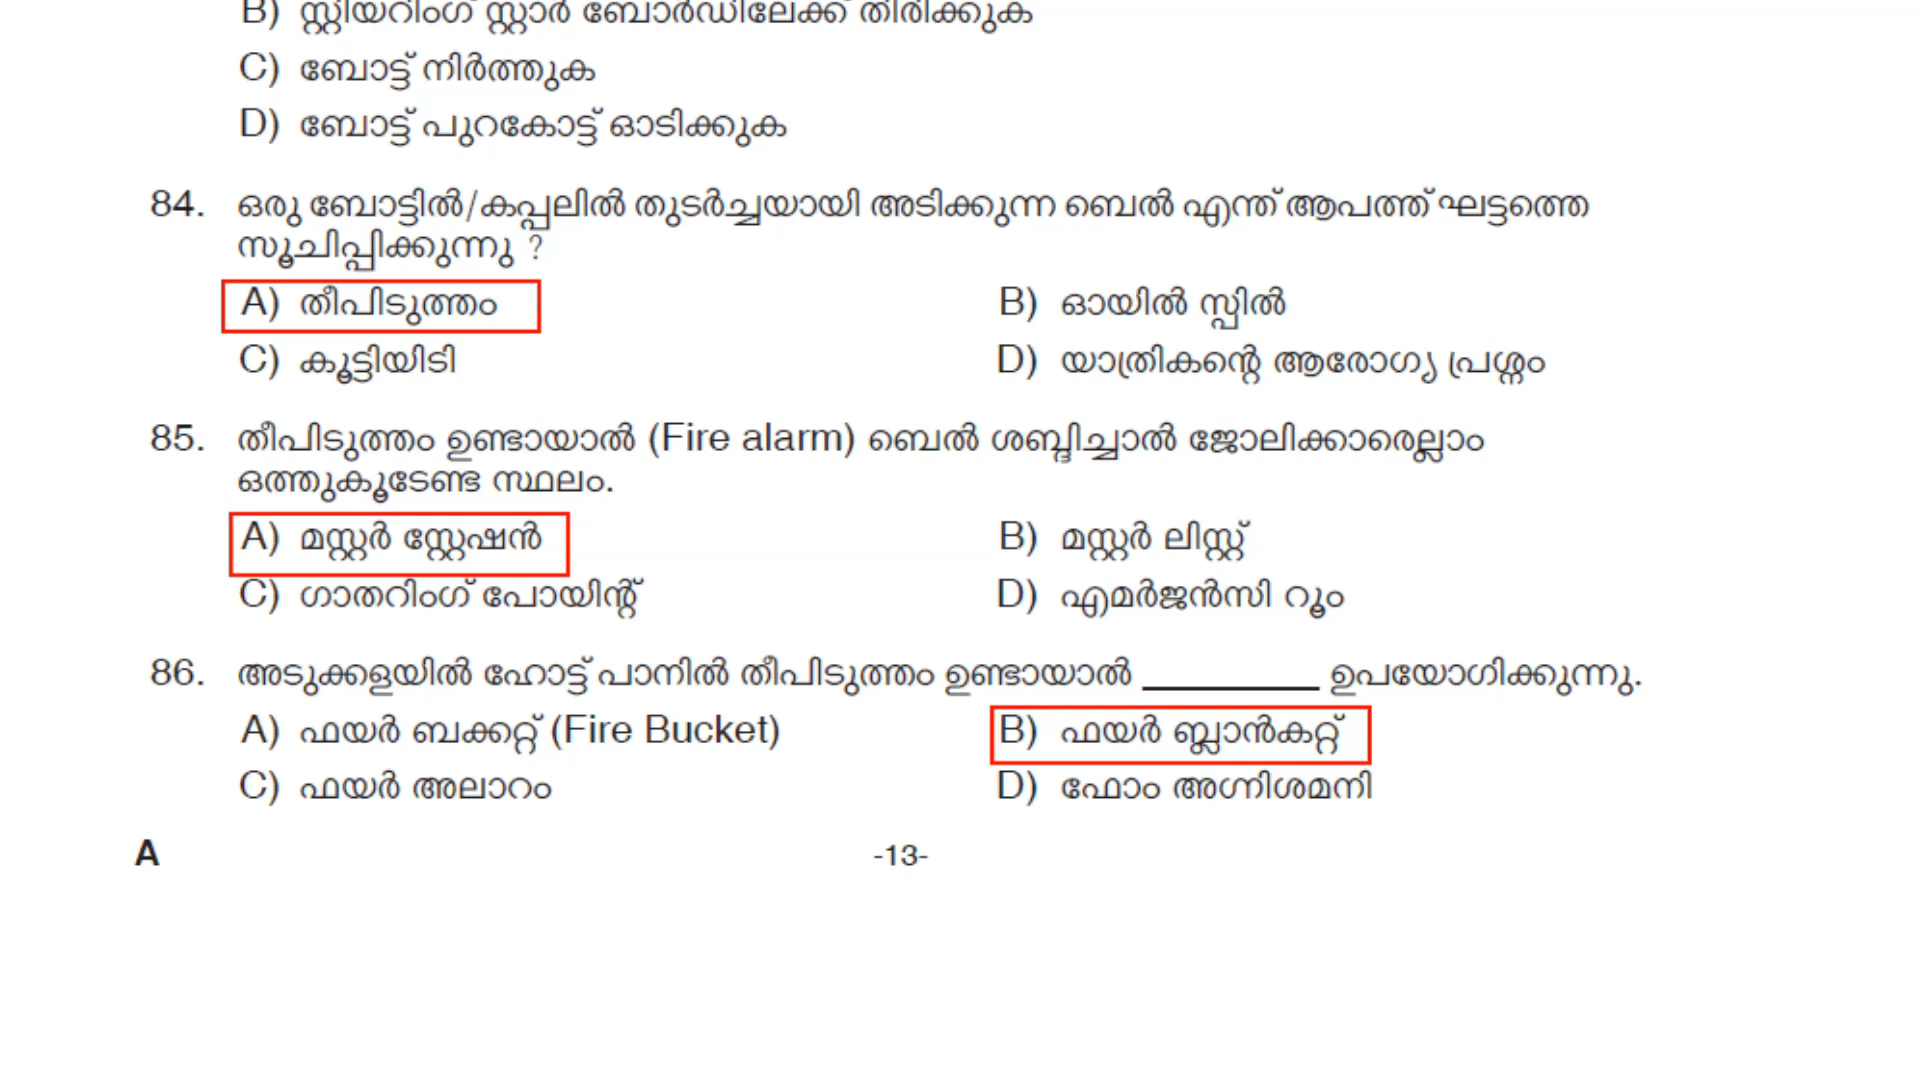 B) സ്റ്റിയറിംഗ് സ്റ്റാർ ബോർഡിലേക്ക് തിരിക്കുക
C) ബോട്ട് നിർത്തുക
D) ബോട്ട് പുറകോട്ട് ഓടിക്കുക
84. ഒരു ബോട്ടിൽ/കപ്പലിൽ തുടർച്ചയായി അടിക്കുന്ന ബെൽ എന്ത് ആപത്ത് ഘട്ടത്തെ
സൂചിപ്പിക്കുന്നു ?
A) തീപിടുത്തം B) ഓയിൽ സ്പിൽ
C) കൂട്ടിയിടി D) യാത്രികന്റെ ആരോഗ്യ പ്രശ്നം
85. തീപിടുത്തം ഉണ്ടായാൽ (Fire alarm) ബെൽ ശബ്ദിച്ചാൽ ജോലിക്കാരെല്ലാം
ഒത്തുകൂടേണ്ട സ്ഥലം.
A) മസ്റ്റർ സ്റ്റേഷൻ B) മസ്റ്റർ ലിസ്റ്റ്
C) ഗാതറിംഗ് പോയിന്റ് D) എമർജൻസി റൂം
86. അടുക്കളയിൽ ഹോട്ട് പാനിൽ തീപിടുത്തം ഉണ്ടായാൽ _________ ഉപയോഗിക്കുന്നു.
A) ഫയർ ബക്കറ്റ് (Fire Bucket) B) ഫയർ ബ്ലാൻകറ്റ്
C) ഫയർ അലാറം D) ഫോം അഗ്നിശമനി
A -13-